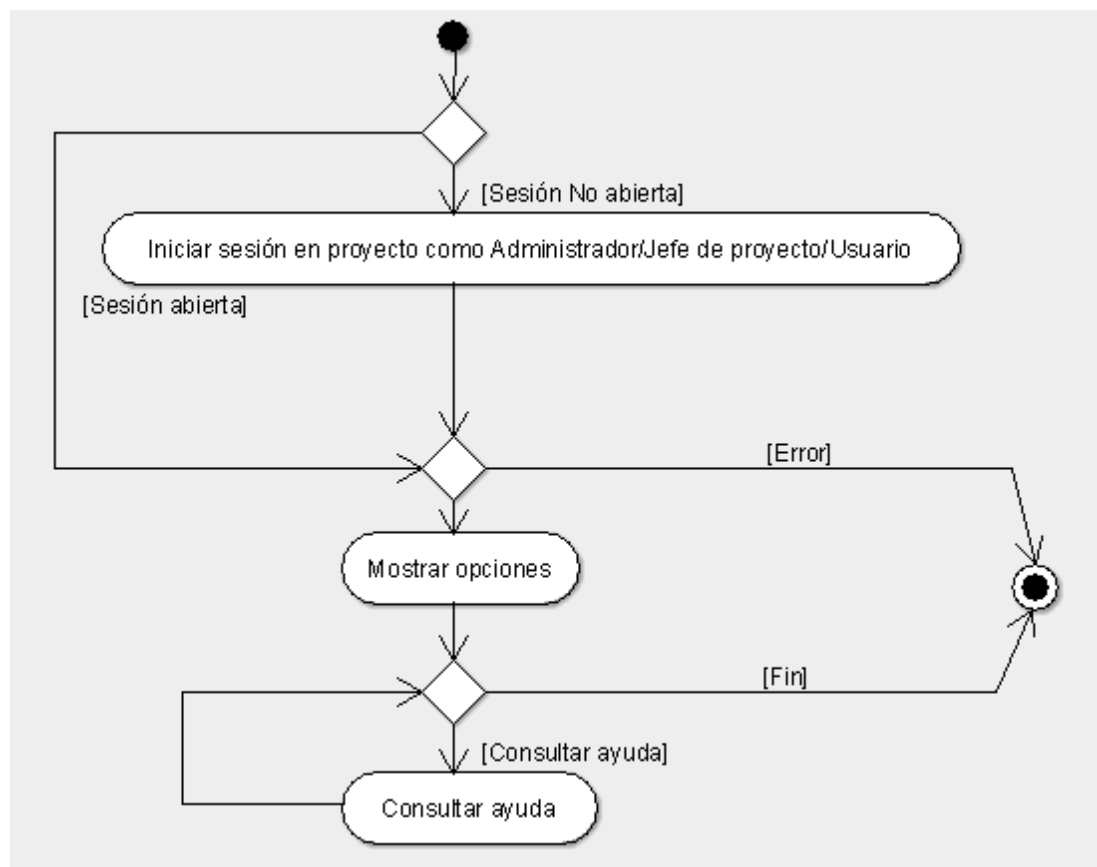 [Sesión No abierta]
Iniciar sesión en proyecto como Administrador/Jefe de proyecto/Usuario
[Sesión abierta]
[Error]
Mostrar opciones
[Fin]
[Consultar ayuda]
Consultar ayuda